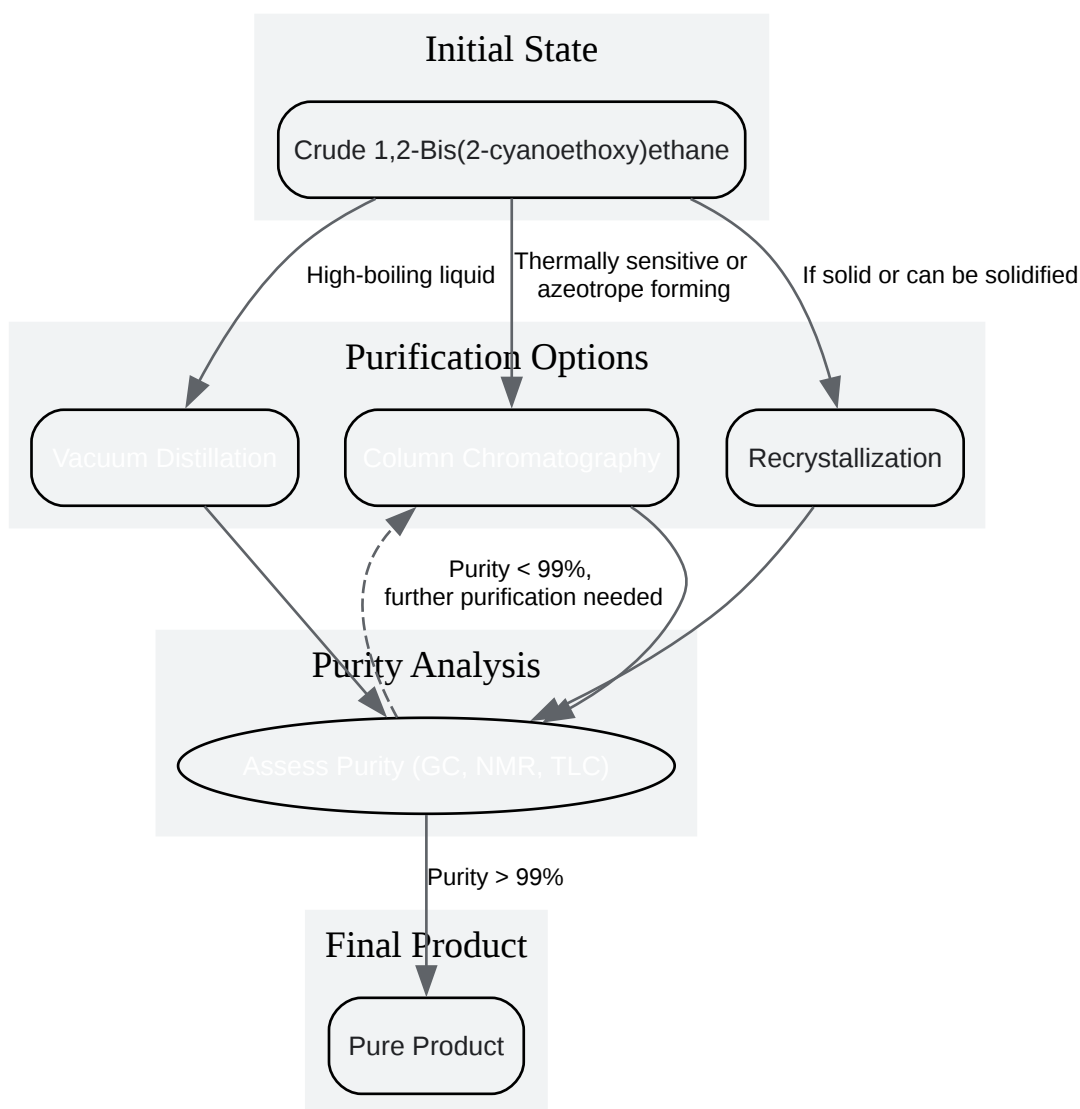 Initial State
Crude 1,2-Bis(2-cyanoethoxy)ethane
High-boiling liquid
Thermally sensitive or
azeotrope forming
If solid or can be solidified
Purification Options
Vacuum Distillation
Column Chromatography
Recrystallization
Purity < 99%,
further purification needed
Purity Analysis
Assess Purity (GC, NMR, TLC)
Purity > 99%
Final Product
Pure Product